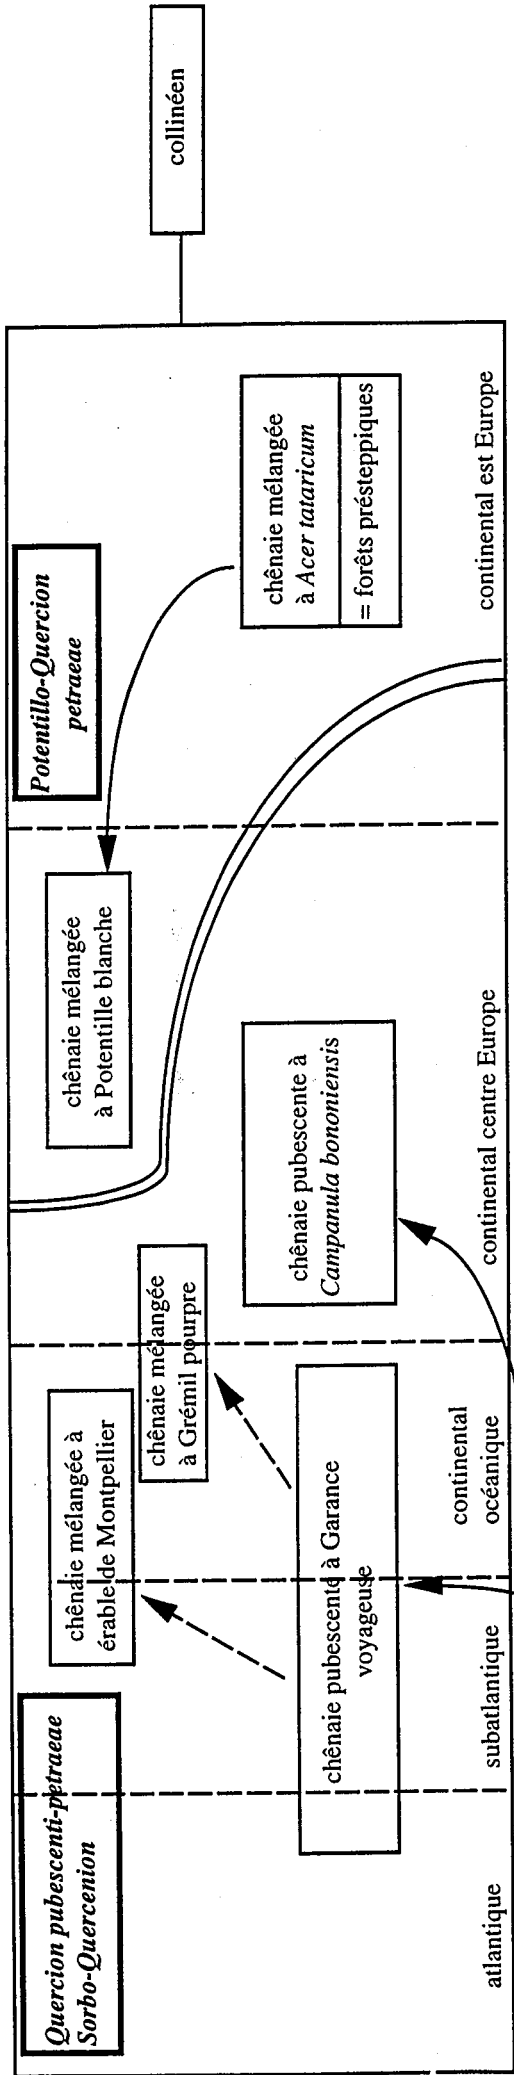 Quercion pubescenti-petraeae
Sorbo-Quercenion
Potentillo-Quercion
petraeae
chênaie mélangée à
érable de Montpellier
chênaie mélangée
à Potentille blanche
chênaie mélangée
à Grémil pourpre
chênaie pubescente à Garance
voyageuse
chênaie pubescente à
Campanula bononiensis
chênaie mélangée
à Acer tataricum
= forêts présteppiques
collinéen
atlantique
subatlantique
continental
océanique
continental centre Europe
continental est Europe